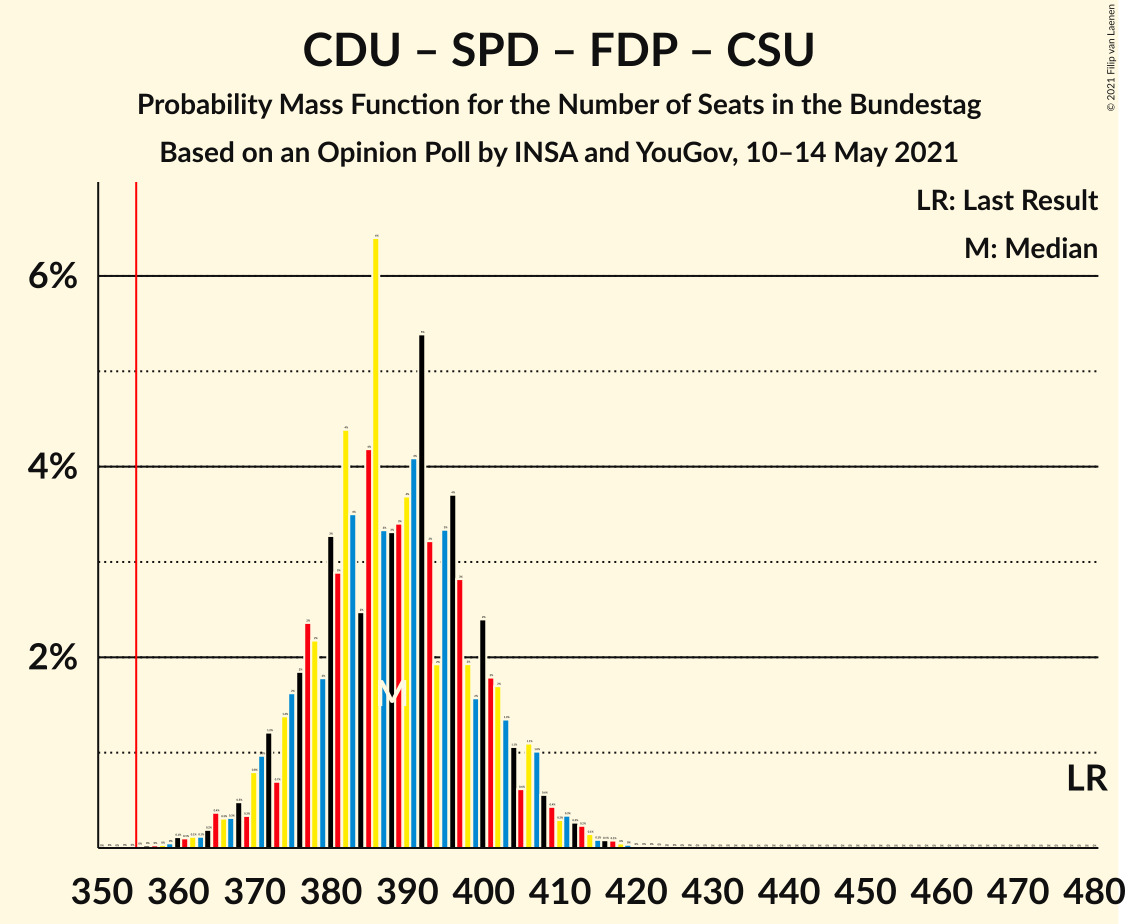 CDU – SPD – FDP – CSU
Probability Mass Function for the Number of Seats in the Bundestag
Based on an Opinion Poll by INSA and YouGov, 10–14 May 2021
© 2021 Filip van Laenen
LR: Last Result
M: Median
6%
4%
2%
M
LR
350 360 370 380 390 400 410 420 430 440 450 460 470 480